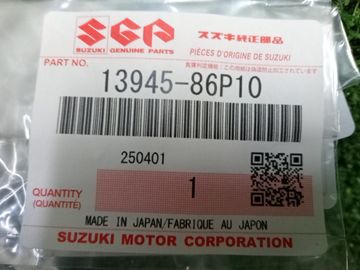 SGP
スズキ純正部品
SUZUKI GENUINE PARTS
PIÈCES D'ORIGINE DE SUZUKI
PART NO.
13945-86P10
250401
QUANTITY
(QUANTITÉ)
1
MADE IN JAPAN/FABRIQUE AU JAPON
SUZUKI MOTOR CORPORATION